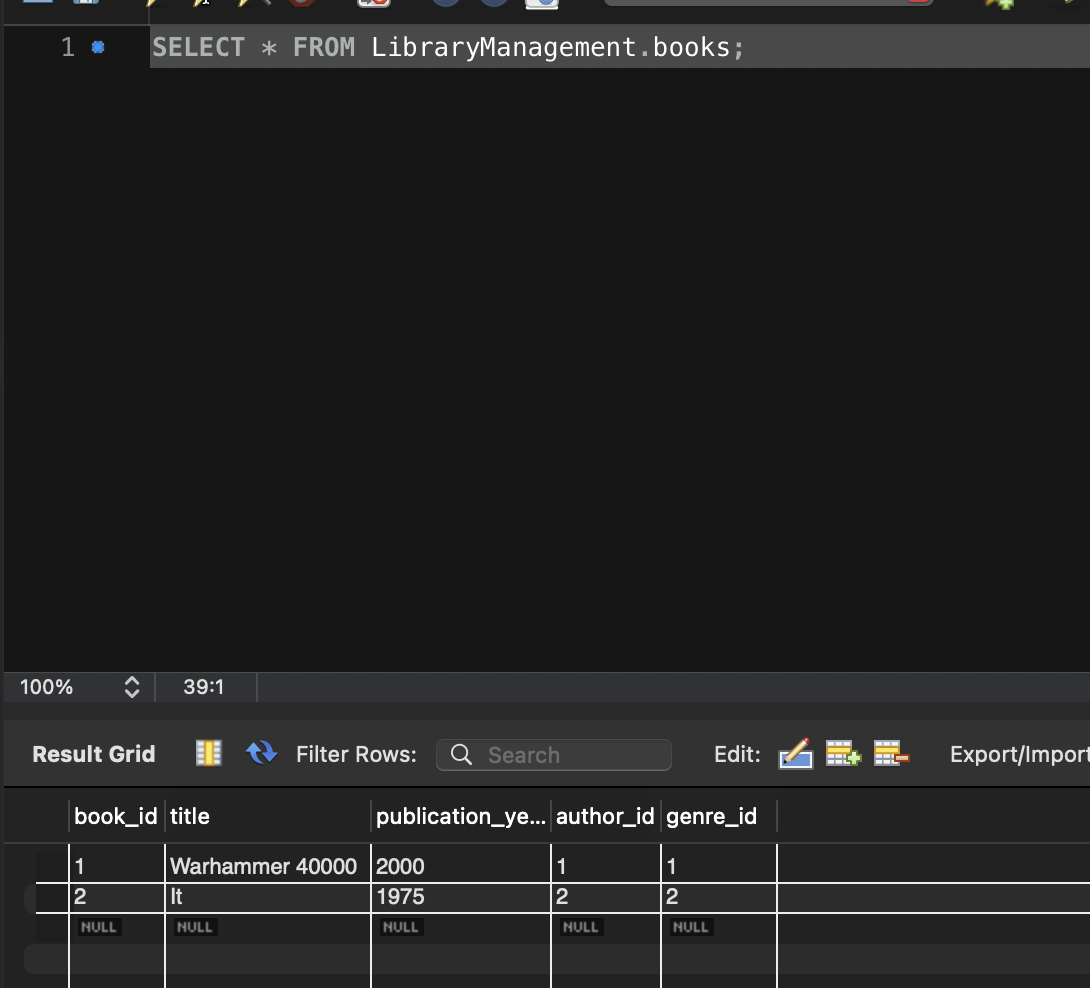 1 SELECT * FROM LibraryManagement.books;
100% 39:1
Result Grid Filter Rows: Search Edit: Export/Import
book_id title publication_ye... author_id genre_id
1 Warhammer 40000 2000 1 1
2 It 1975 2 2
NULL NULL NULL NULL NULL